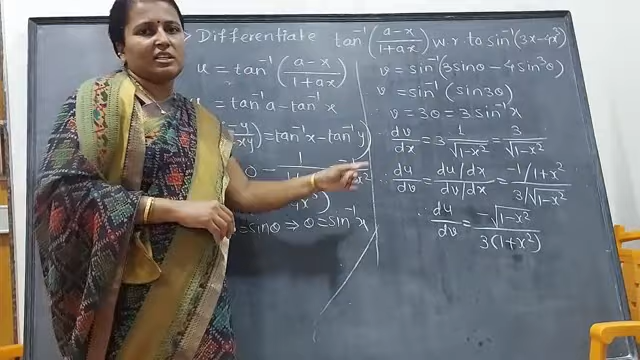 > Differentiate tan⁻¹((a-x)/(1+ax)) w.r.to sin⁻¹(3x-4x³)
u = tan⁻¹((a-x)/(1+ax))
u = tan⁻¹a - tan⁻¹x
-y/xy) = tan⁻¹x - tan⁻¹y)
0 - 1
x³)
= sinθ ⇒ θ = sin⁻¹x
v = sin⁻¹(3sinθ - 4sin³θ)
v = sin⁻¹(sin3θ)
v = 3θ = 3sin⁻¹x
∴ dv/dx = 3 1/√(1-x²) = 3/√(1-x²)
∴ du/dv = (du/dx)/(dv/dx) = (-1/1+x²)/(3/√(1-x²))
∴ du/dv = -√(1-x²)/3(1+x²)